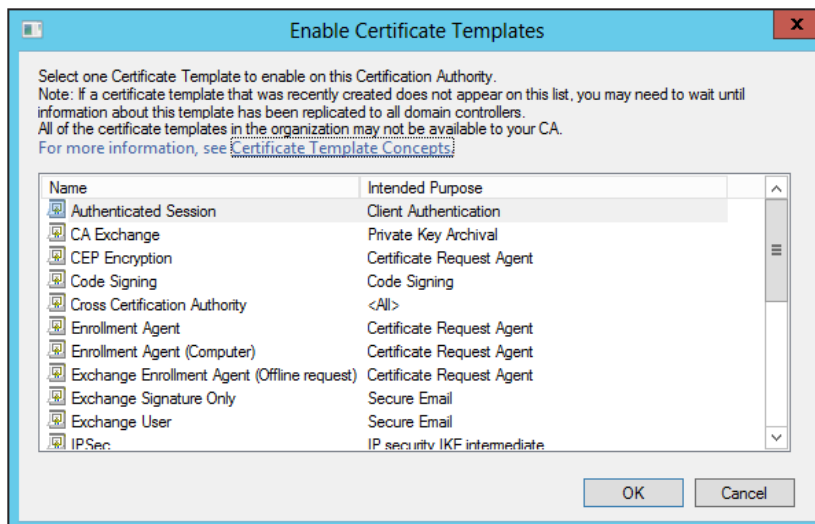 Enable Certificate Templates
x
Select one Certificate Template to enable on this Certification Authority.
Note: If a certificate template that was recently created does not appear on this list, you may need to wait until
information about this template has been replicated to all domain controllers.
All of the certificate templates in the organization may not be available to your CA.
For more information, see Certificate Template Concepts.
Name Intended Purpose
Authenticated Session Client Authentication
CA Exchange Private Key Archival
CEP Encryption Certificate Request Agent
Code Signing Code Signing
Cross Certification Authority <All>
Enrollment Agent Certificate Request Agent
Enrollment Agent (Computer) Certificate Request Agent
Exchange Enrollment Agent (Offline request) Certificate Request Agent
Exchange Signature Only Secure Email
Exchange User Secure Email
IPSec IP security IKE intermediate
OK Cancel